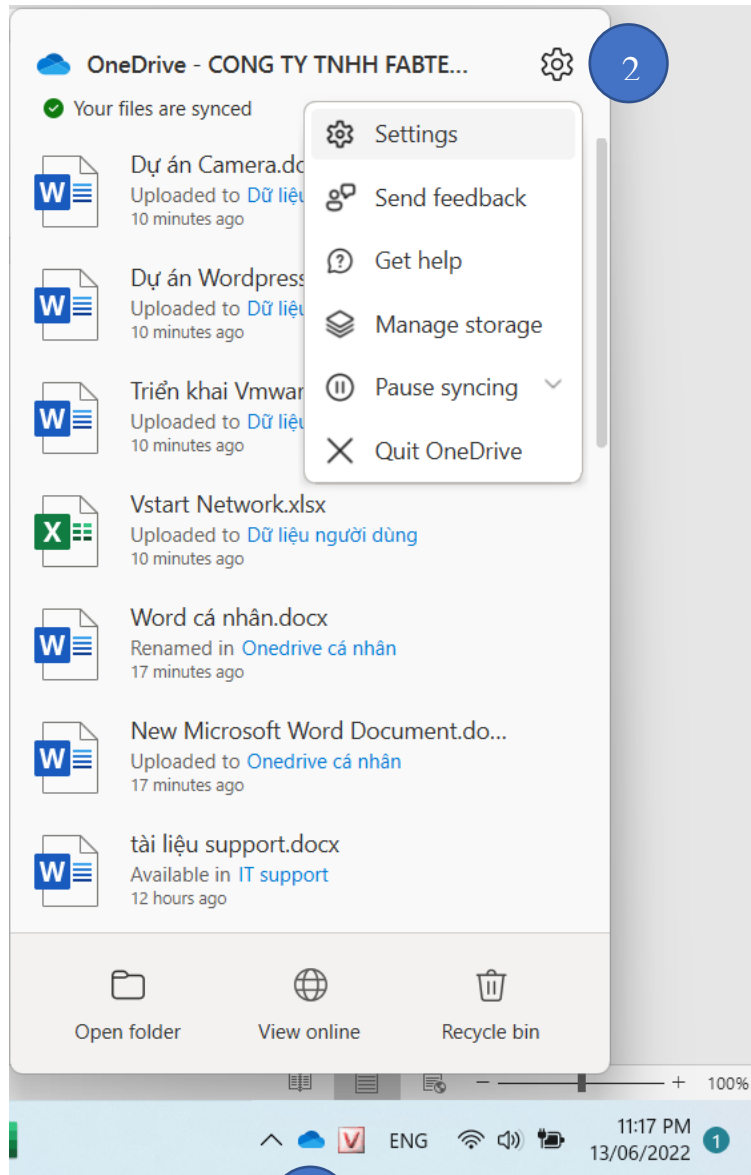 OneDrive - CONG TY TNHH FABTE...
2
Your files are synced
Settings
Send feedback
Get help
Manage storage
Pause syncing
Quit OneDrive
Dự án Camera.do
Uploaded to Dữ liệu
10 minutes ago
Dự án Wordpress
Uploaded to Dữ liệu
10 minutes ago
Triển khai Vmwar
Uploaded to Dữ liệu
10 minutes ago
Vstart Network.xlsx
Uploaded to Dữ liệu người dùng
10 minutes ago
Word cá nhân.docx
Renamed in Onedrive cá nhân
17 minutes ago
New Microsoft Word Document.do...
Uploaded to Onedrive cá nhân
17 minutes ago
tài liệu support.docx
Available in IT support
12 hours ago
Open folder
View online
Recycle bin
100%
ENG
11:17 PM
13/06/2022
1